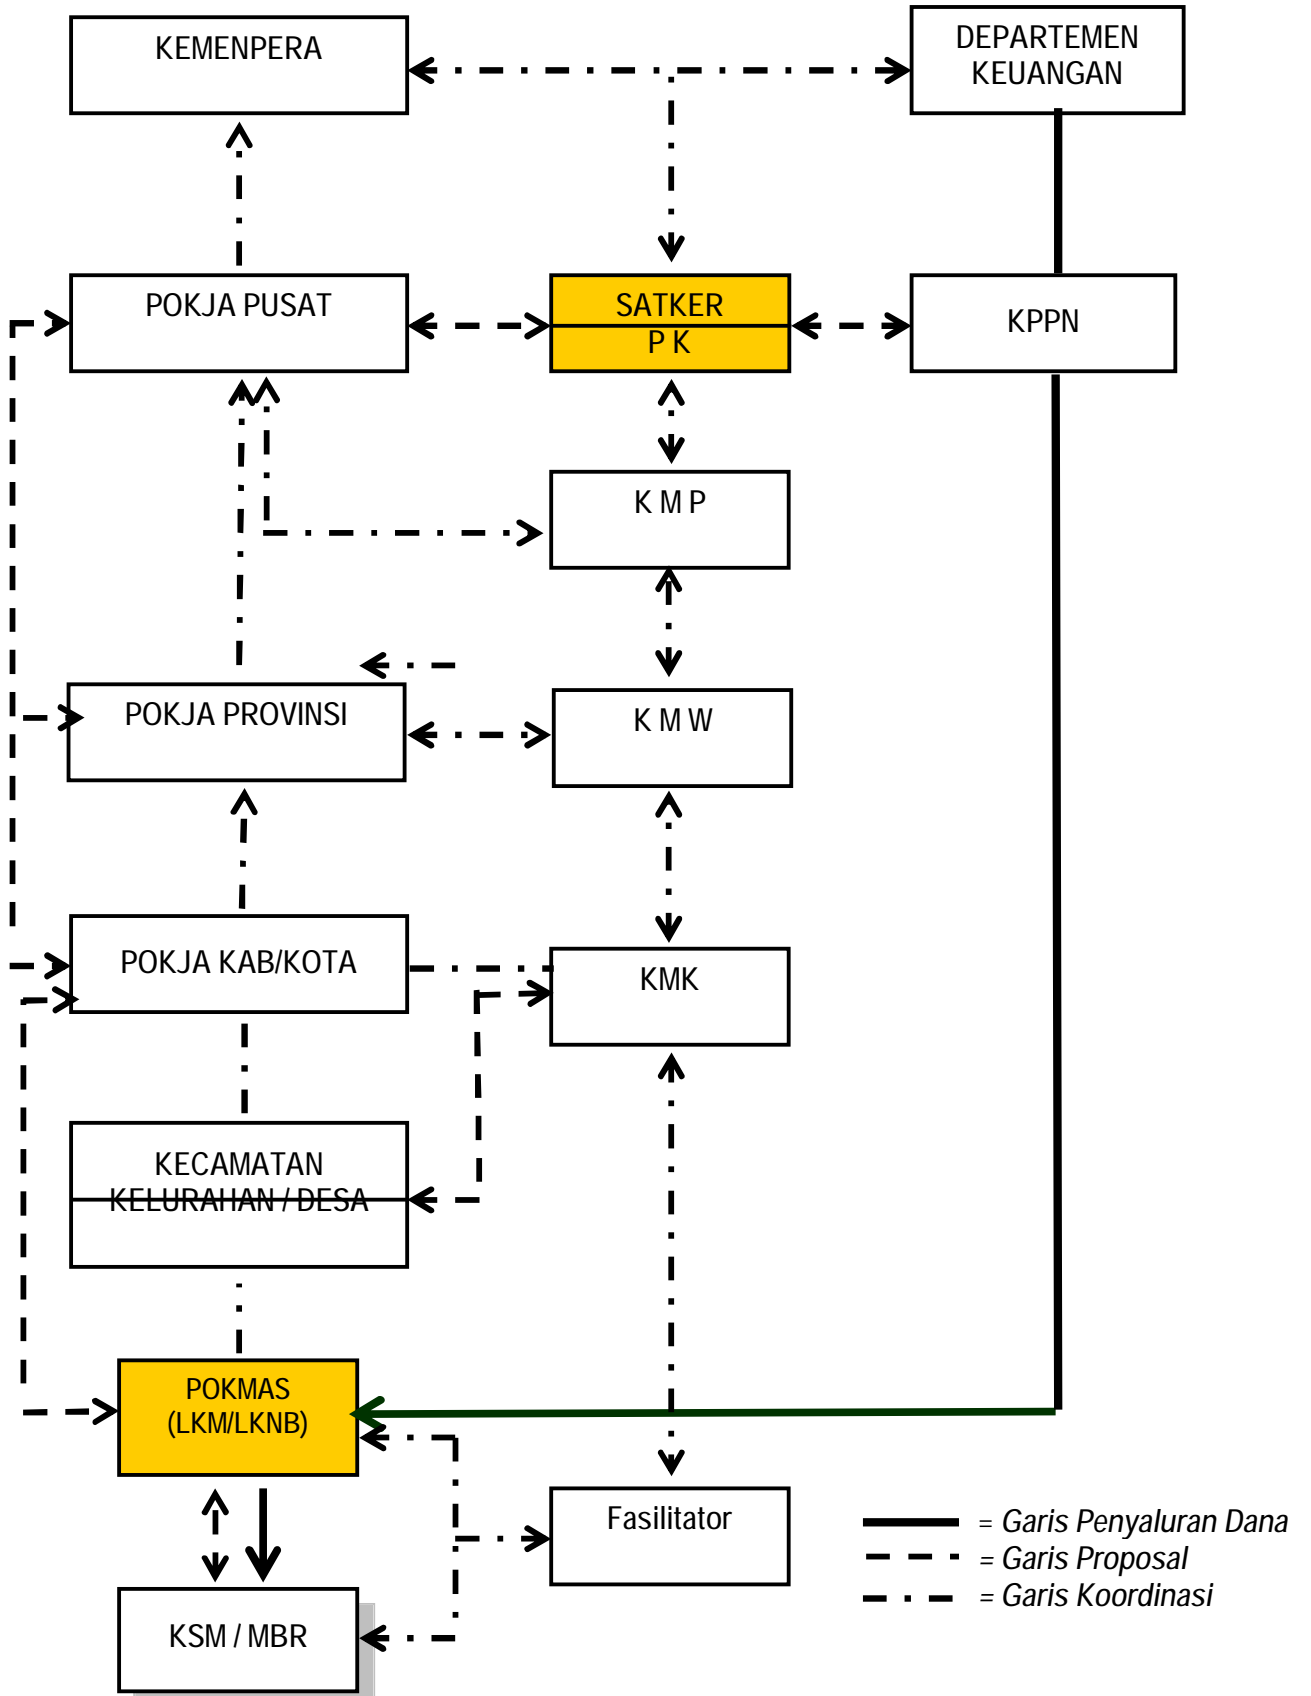 KEMENPERA
DEPARTEMEN
KEUANGAN
POKJA PUSAT
SATKER
P K
KPPN
K M P
POKJA PROVINSI
K M W
POKJA KAB/KOTA
KMK
KECAMATAN
KELURAHAN / DESA
POKMAS
(LKM/LKNB)
Fasilitator
KSM / MBR
= Garis Penyaluran Dana
= Garis Proposal
= Garis Koordinasi